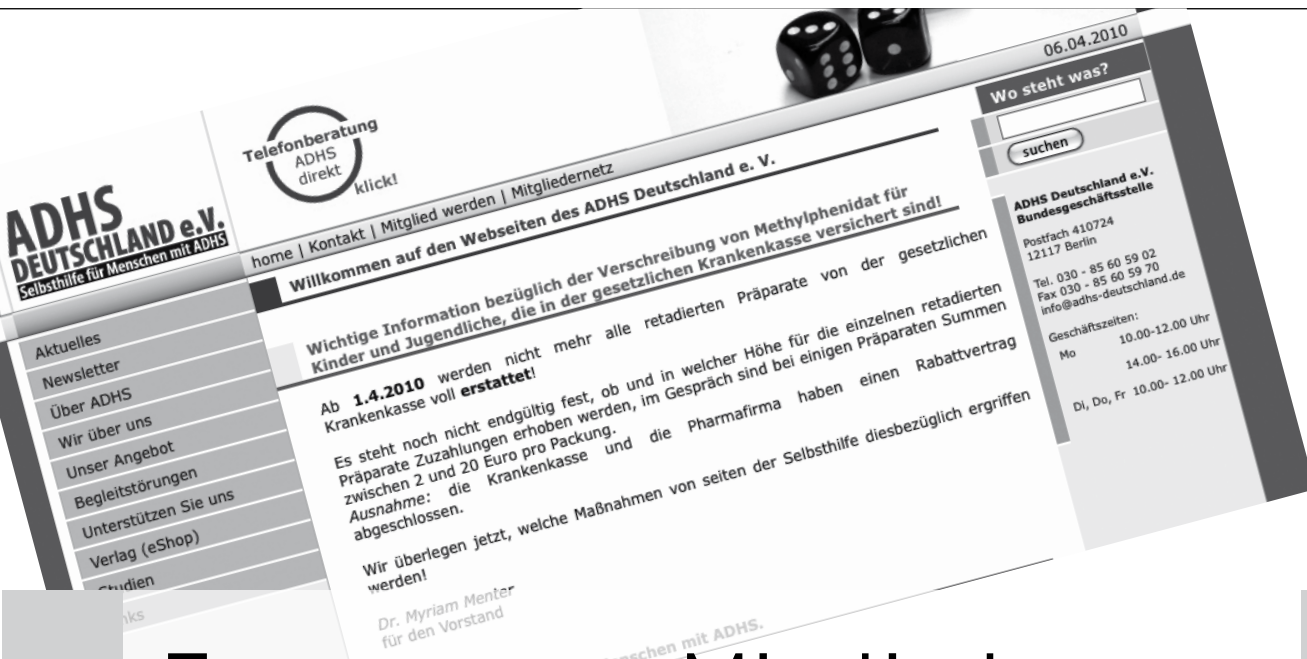 06.04.2010
Telefonberatung
ADHS
direkt
klick!
ADHS
DEUTSCHLAND e.V.
Selbsthilfe für Menschen mit ADHS
home | Kontakt | Mitglied werden | Mitgliedernetz
Willkommen auf den Webseiten des ADHS Deutschland e. V.
Aktuelles
Newsletter
Über ADHS
Wir über uns
Unser Angebot
Begleitstörungen
Unterstützen Sie uns
Verlag (eShop)
Studien
Wichtige Information bezüglich der Verschreibung von Methylphenidat für
Kinder und Jugendliche, die in der gesetzlichen Krankenkasse versichert sind!
Ab 1.4.2010 werden nicht mehr alle retadierten Präparate von der gesetzlichen
Krankenkasse voll erstattet!
Es steht noch nicht endgültig fest, ob und in welcher Höhe für die einzelnen retadierten
Präparate Zuzahlungen erhoben werden, im Gespräch sind bei einigen Präparaten Summen
zwischen 2 und 20 Euro pro Packung.
Ausnahme: die Krankenkasse und die Pharmafirma haben einen Rabattvertrag
abgeschlossen.
Wir überlegen jetzt, welche Maßnahmen von seiten der Selbsthilfe diesbezüglich ergriffen
werden!
Dr. Myriam Menter
für den Vorstand
mit ADHS.
Wo steht was?
suchen
ADHS Deutschland e.V.
Bundesgeschäftsstelle
Postfach 410724
12117 Berlin
Tel. 030 - 85 60 59 02
Fax 030 - 85 60 59 70
info@adhs-deutschland.de
Geschäftszeiten:
Mo 10.00-12.00 Uhr
14.00- 16.00 Uhr
Di, Do, Fr 10.00- 12.00 Uhr